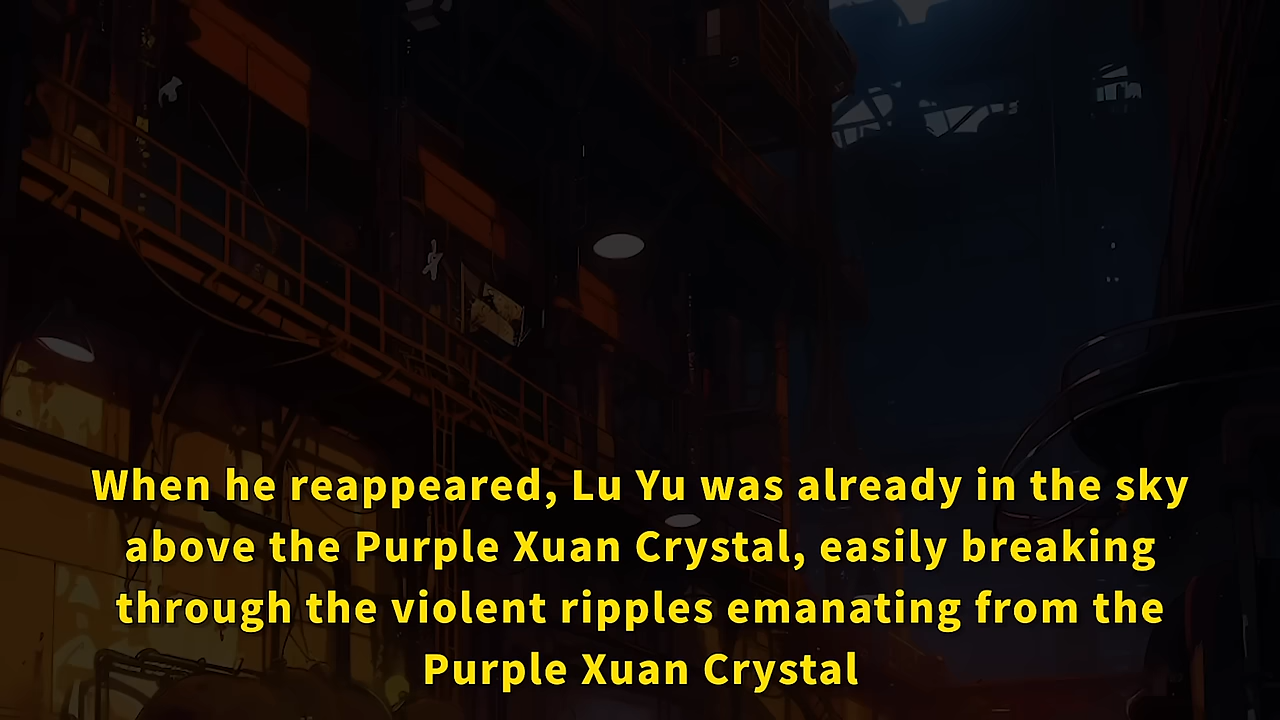 When he reappeared, Lu Yu was already in the sky
above the Purple Xuan Crystal, easily breaking
through the violent ripples emanating from the
Purple Xuan Crystal